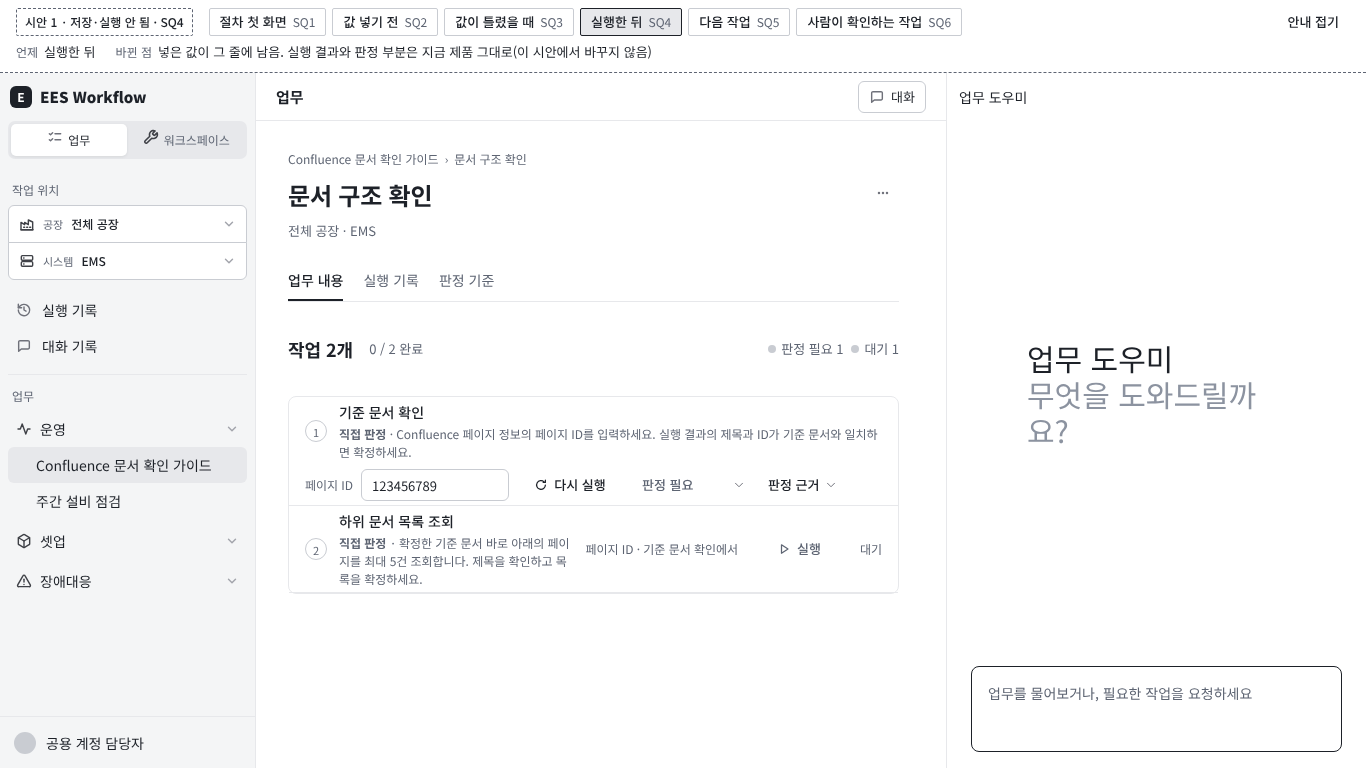 시안 1 · 저장·실행 안 됨 · SQ4
절차 첫 화면 SQ1
값 넣기 전 SQ2
값이 틀렸을 때 SQ3
실행한 뒤 SQ4
다음 작업 SQ5
사람이 확인하는 작업 SQ6
안내 접기
언제 실행한 뒤 바뀐 점 넣은 값이 그 줄에 남음. 실행 결과와 판정 부분은 지금 제품 그대로(이 시안에서 바꾸지 않음)
E EES Workflow
업무
워크스페이스
작업 위치
공장 전체 공장
시스템 EMS
실행 기록
대화 기록
업무
운영
Confluence 문서 확인 가이드
주간 설비 점검
셋업
장애대응
공용 계정 담당자
업무
대화
Confluence 문서 확인 가이드 › 문서 구조 확인
문서 구조 확인
···
전체 공장 · EMS
업무 내용
실행 기록
판정 기준
작업 2개 0 / 2 완료
판정 필요 1 대기 1
1
기준 문서 확인
직접 판정 · Confluence 페이지 정보의 페이지 ID를 입력하세요. 실행 결과의 제목과 ID가 기준 문서와 일치하
면 확정하세요.
페이지 ID 123456789 다시 실행 판정 필요 판정 근거
2
하위 문서 목록 조회
직접 판정 · 확정한 기준 문서 바로 아래의 페이
지를 최대 5건 조회합니다. 제목을 확인하고 목
록을 확정하세요.
페이지 ID · 기준 문서 확인에서
실행
대기
업무 도우미
업무 도우미
무엇을 도와드릴까
요?
업무를 물어보거나, 필요한 작업을 요청하세요